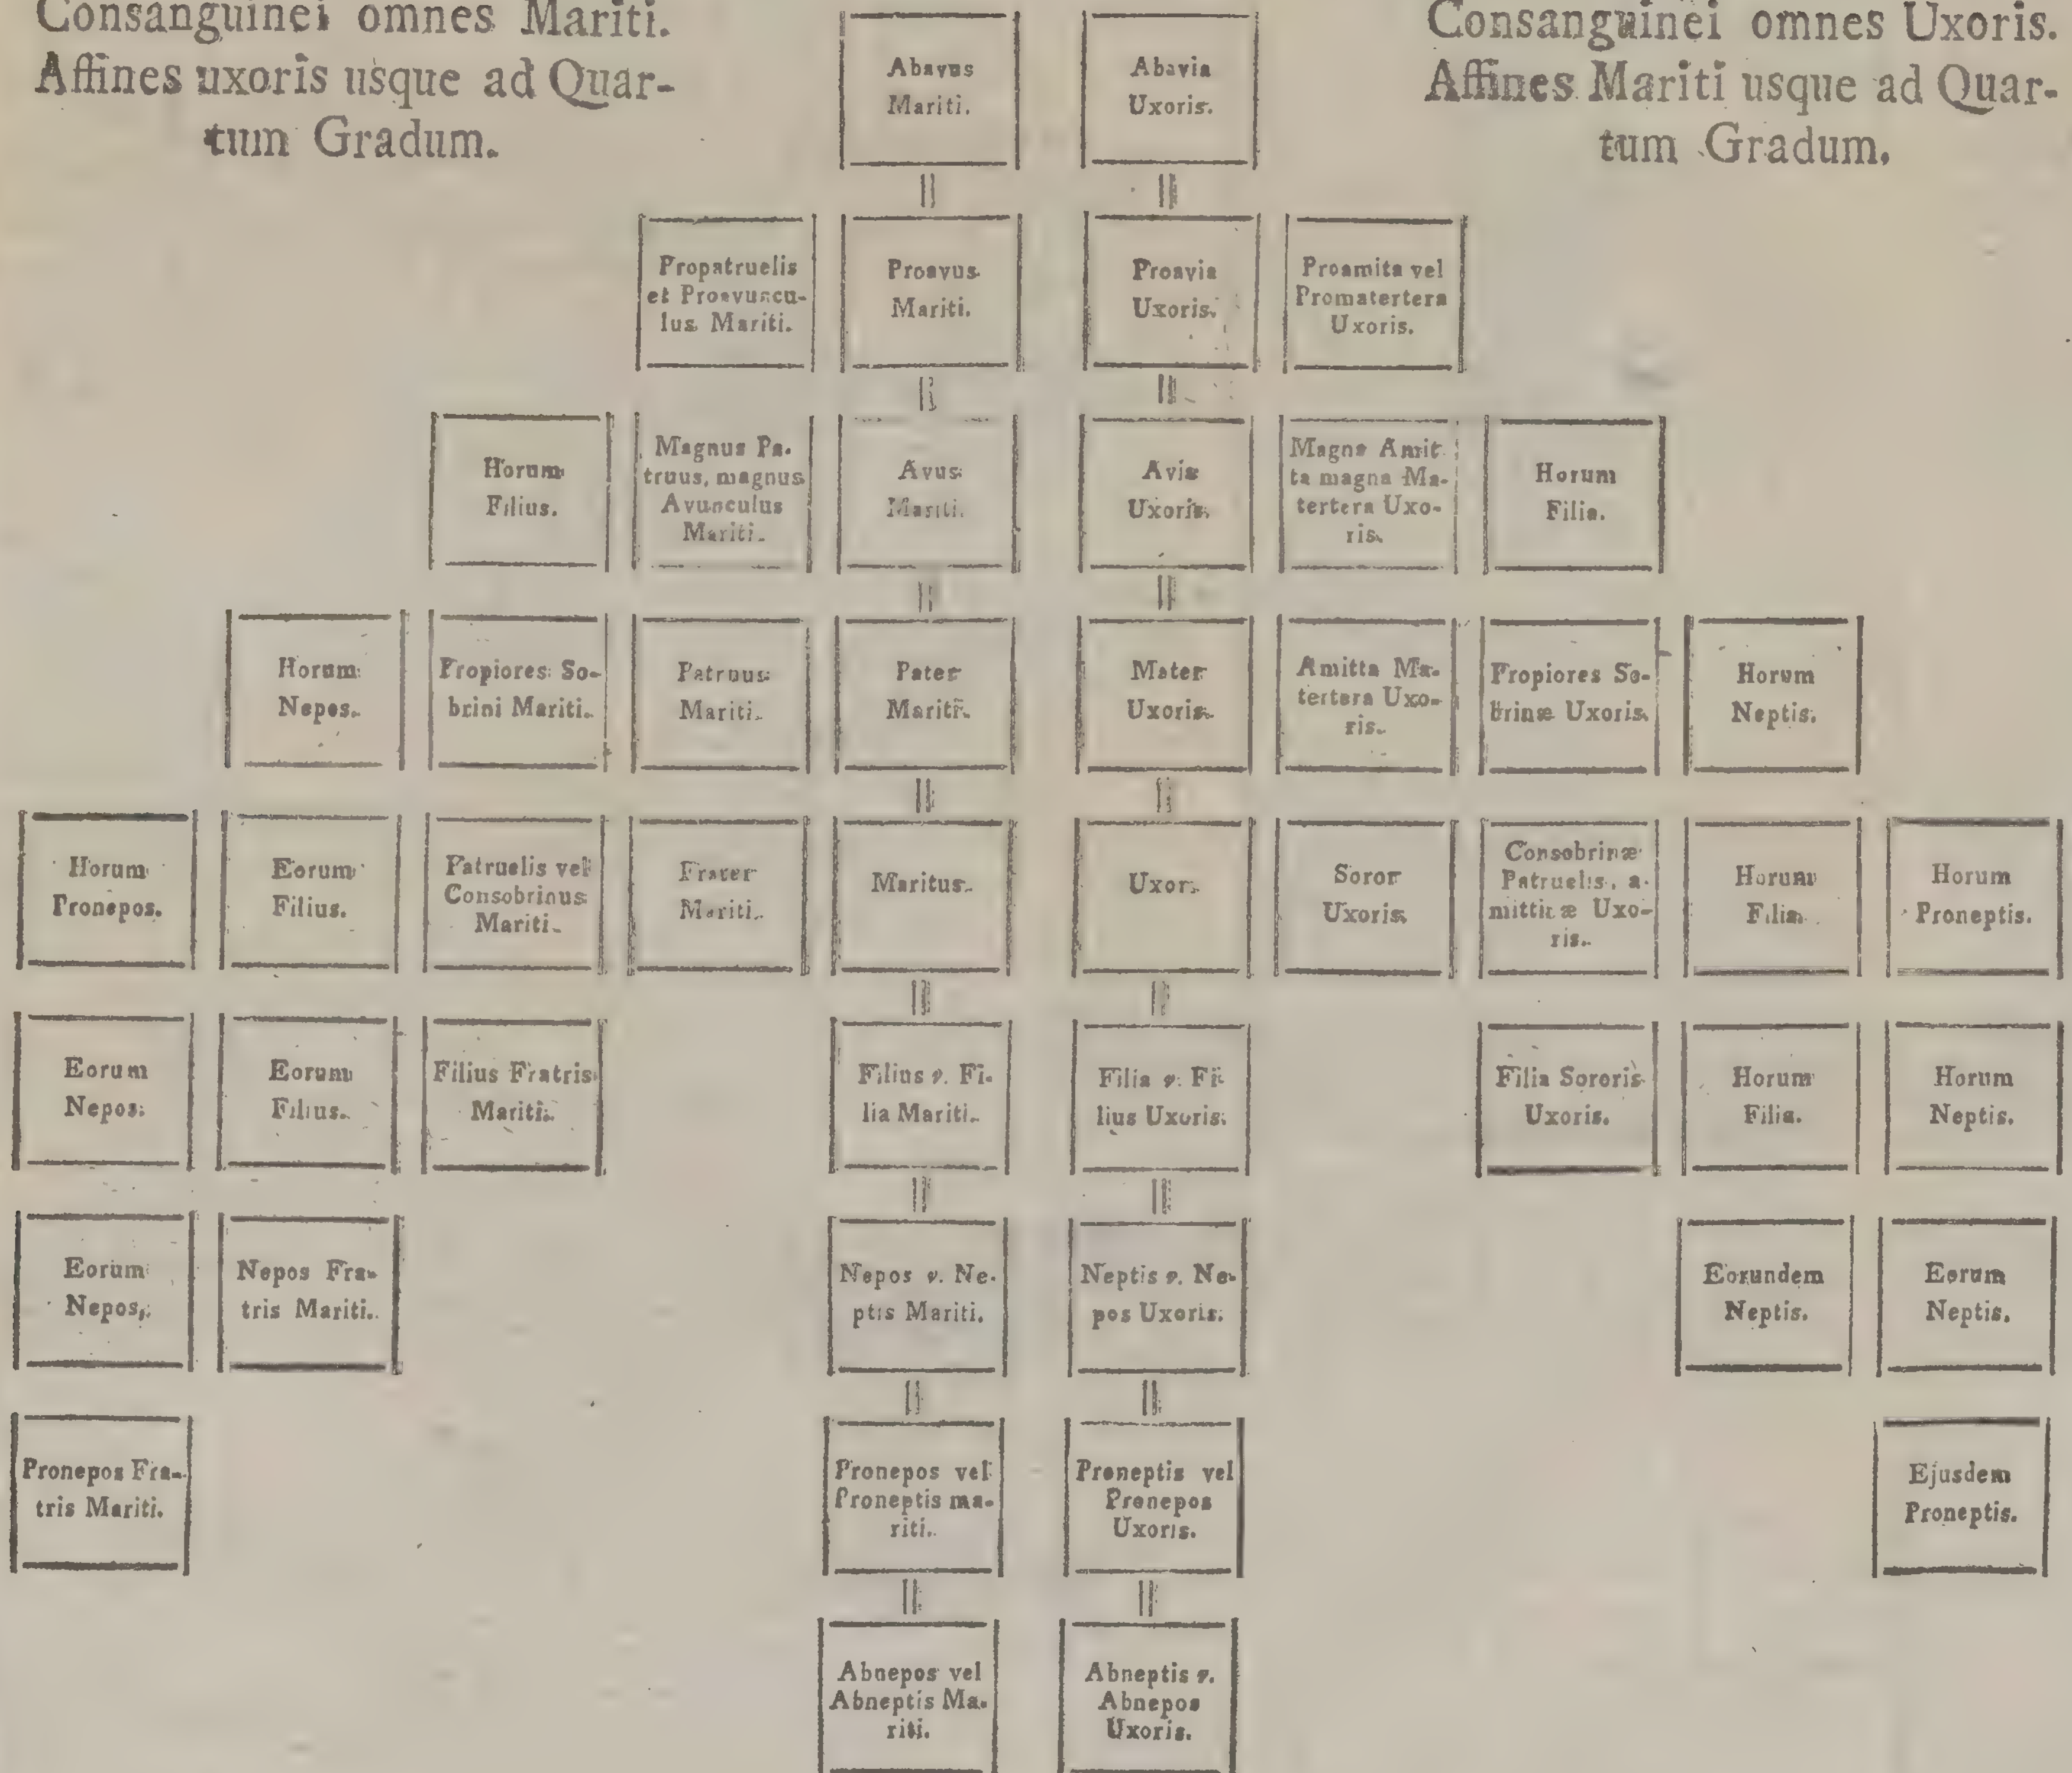 Consanguinei omnes Mariti.
Affines uxoris usque ad Quar-
tum Gradum.
Consanguinei omnes Uxoris.
Affines Mariti usque ad Quar-
tum Gradum.
Abavus
Mariti.
Abavia
Uxoris.
Propatruelis
et Proavuncu-
lus Mariti.
Proavus
Mariti.
Proavia
Uxoris.
Proamita vel
Promatertera
Uxoris.
Horum
Filius.
Magnus Pa-
truus, magnus
Avunculus
Mariti.
Avus
Mariti.
Avia
Uxoris.
Magna Amit
ta magna Ma-
tertera Uxo-
ris.
Horum
Filia.
Horum
Nepos.
Propiores So-
brini Mariti.
Patruus
Mariti.
Pater
Mariti.
Mater
Uxoris.
Amitta Ma-
tertera Uxo-
ris.
Propiores So-
brinæ Uxoris.
Horum
Neptis.
Horum
Pronepos.
Eorum
Filius.
Patruelis vel
Consobrinus
Mariti.
Frater
Mariti.
Maritus.
Uxor.
Soror
Uxoris.
Consobrinæ
Patruelis, a-
mittinæ Uxo-
ris.
Horum
Filia.
Horum
Proneptis.
Eorum
Nepos.
Eorum
Filius.
Filius Fratris
Mariti.
Filius v. Fi-
lia Mariti.
Filia v. Fi-
lius Uxoris.
Filia Sororis
Uxoris.
Horum
Filia.
Horum
Neptis.
Eorum
Nepos.
Nepos Fra-
tris Mariti.
Nepos v. Ne-
ptis Mariti.
Neptis v. Ne-
pos Uxoris.
Eorundem
Neptis.
Eorum
Neptis.
Pronepos Fra-
tris Mariti.
Pronepos vel
Proneptis ma-
riti.
Proneptis vel
Pronepos
Uxoris.
Ejusdem
Proneptis.
Abnepos vel
Abneptis Ma-
riti.
Abneptis v.
Abnepos
Uxoris.